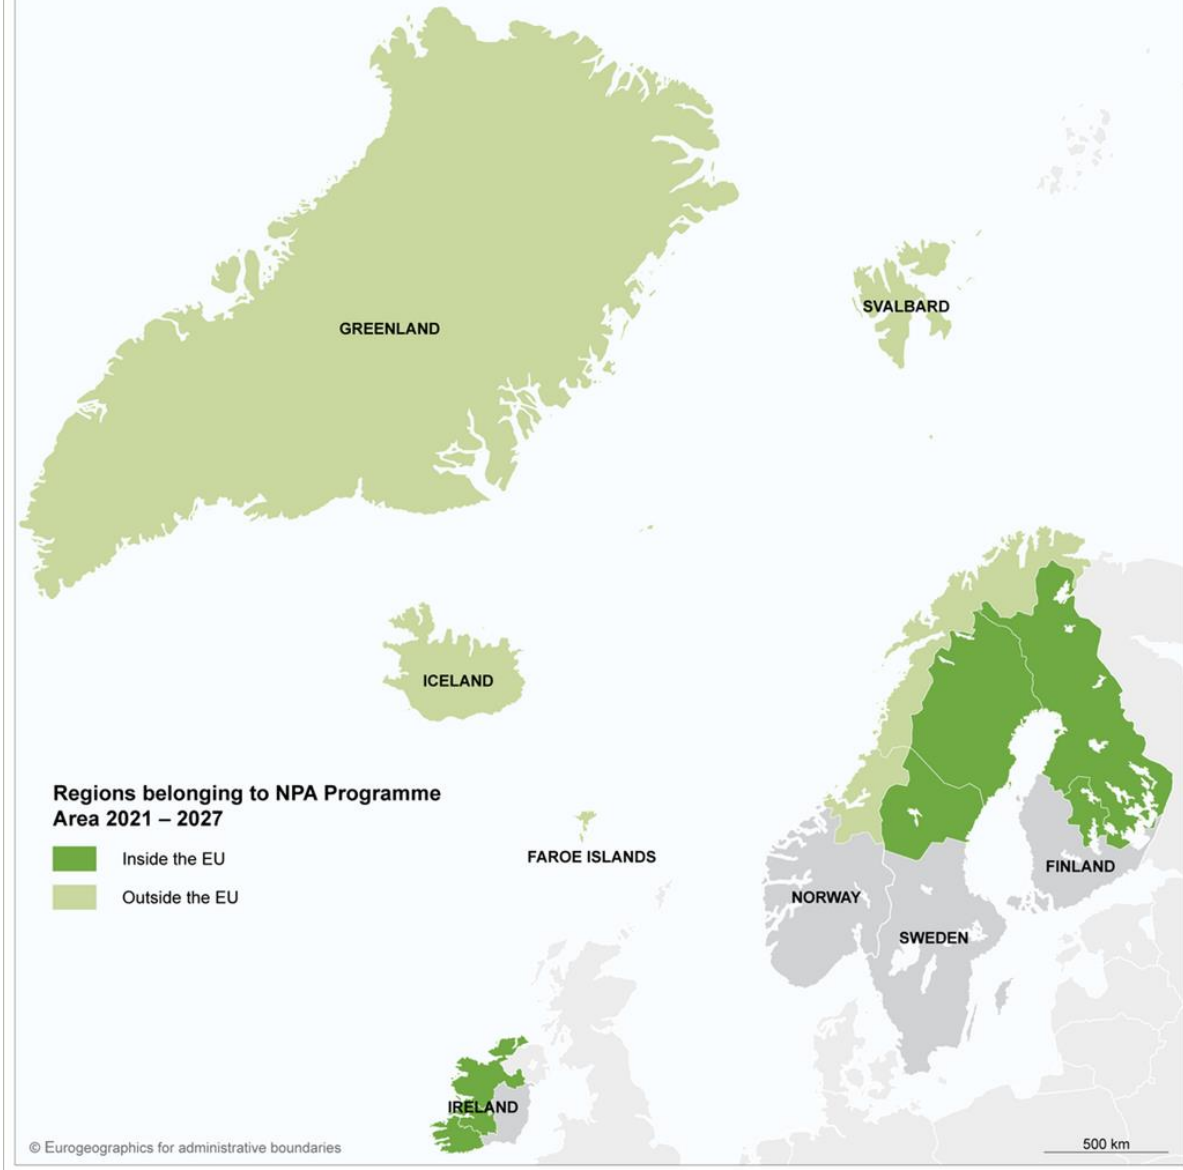 GREENLAND
SVALBARD
ICELAND
Regions belonging to NPA Programme
Area 2021 – 2027
Inside the EU
Outside the EU
FAROE ISLANDS
FINLAND
NORWAY
SWEDEN
IRELAND
© Eurogeographics for administrative boundaries
500 km